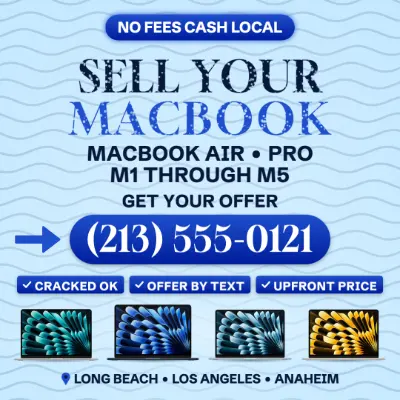 NO FEES CASH LOCAL
SELL YOUR
MACBOOK
MACBOOK AIR • PRO
M1 THROUGH M5
GET YOUR OFFER
(213) 555-0121
✓ CRACKED OK ✓ OFFER BY TEXT ✓ UPFRONT PRICE
LONG BEACH • LOS ANGELES • ANAHEIM